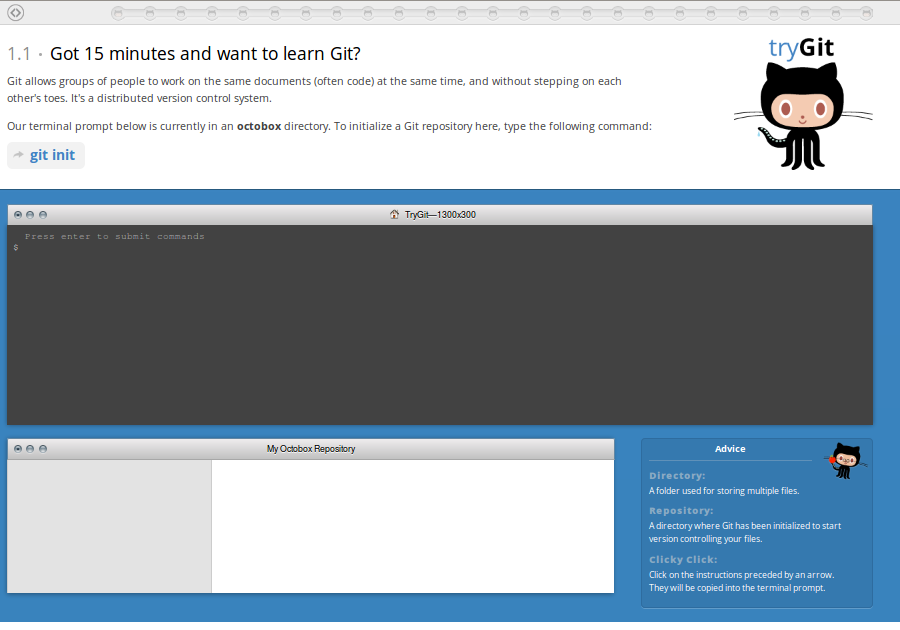 1.1 · Got 15 minutes and want to learn Git?
tryGit
Git allows groups of people to work on the same documents (often code) at the same time, and without stepping on each
other's toes. It's a distributed version control system.
Our terminal prompt below is currently in an octobox directory. To initialize a Git repository here, type the following command:
git init
TryGit—1300x300
Press enter to submit commands
$
My Octobox Repository
Advice
Directory:
A folder used for storing multiple files.
Repository:
A directory where Git has been initialized to start
version controlling your files.
Clicky Click:
Click on the instructions preceded by an arrow.
They will be copied into the terminal prompt.